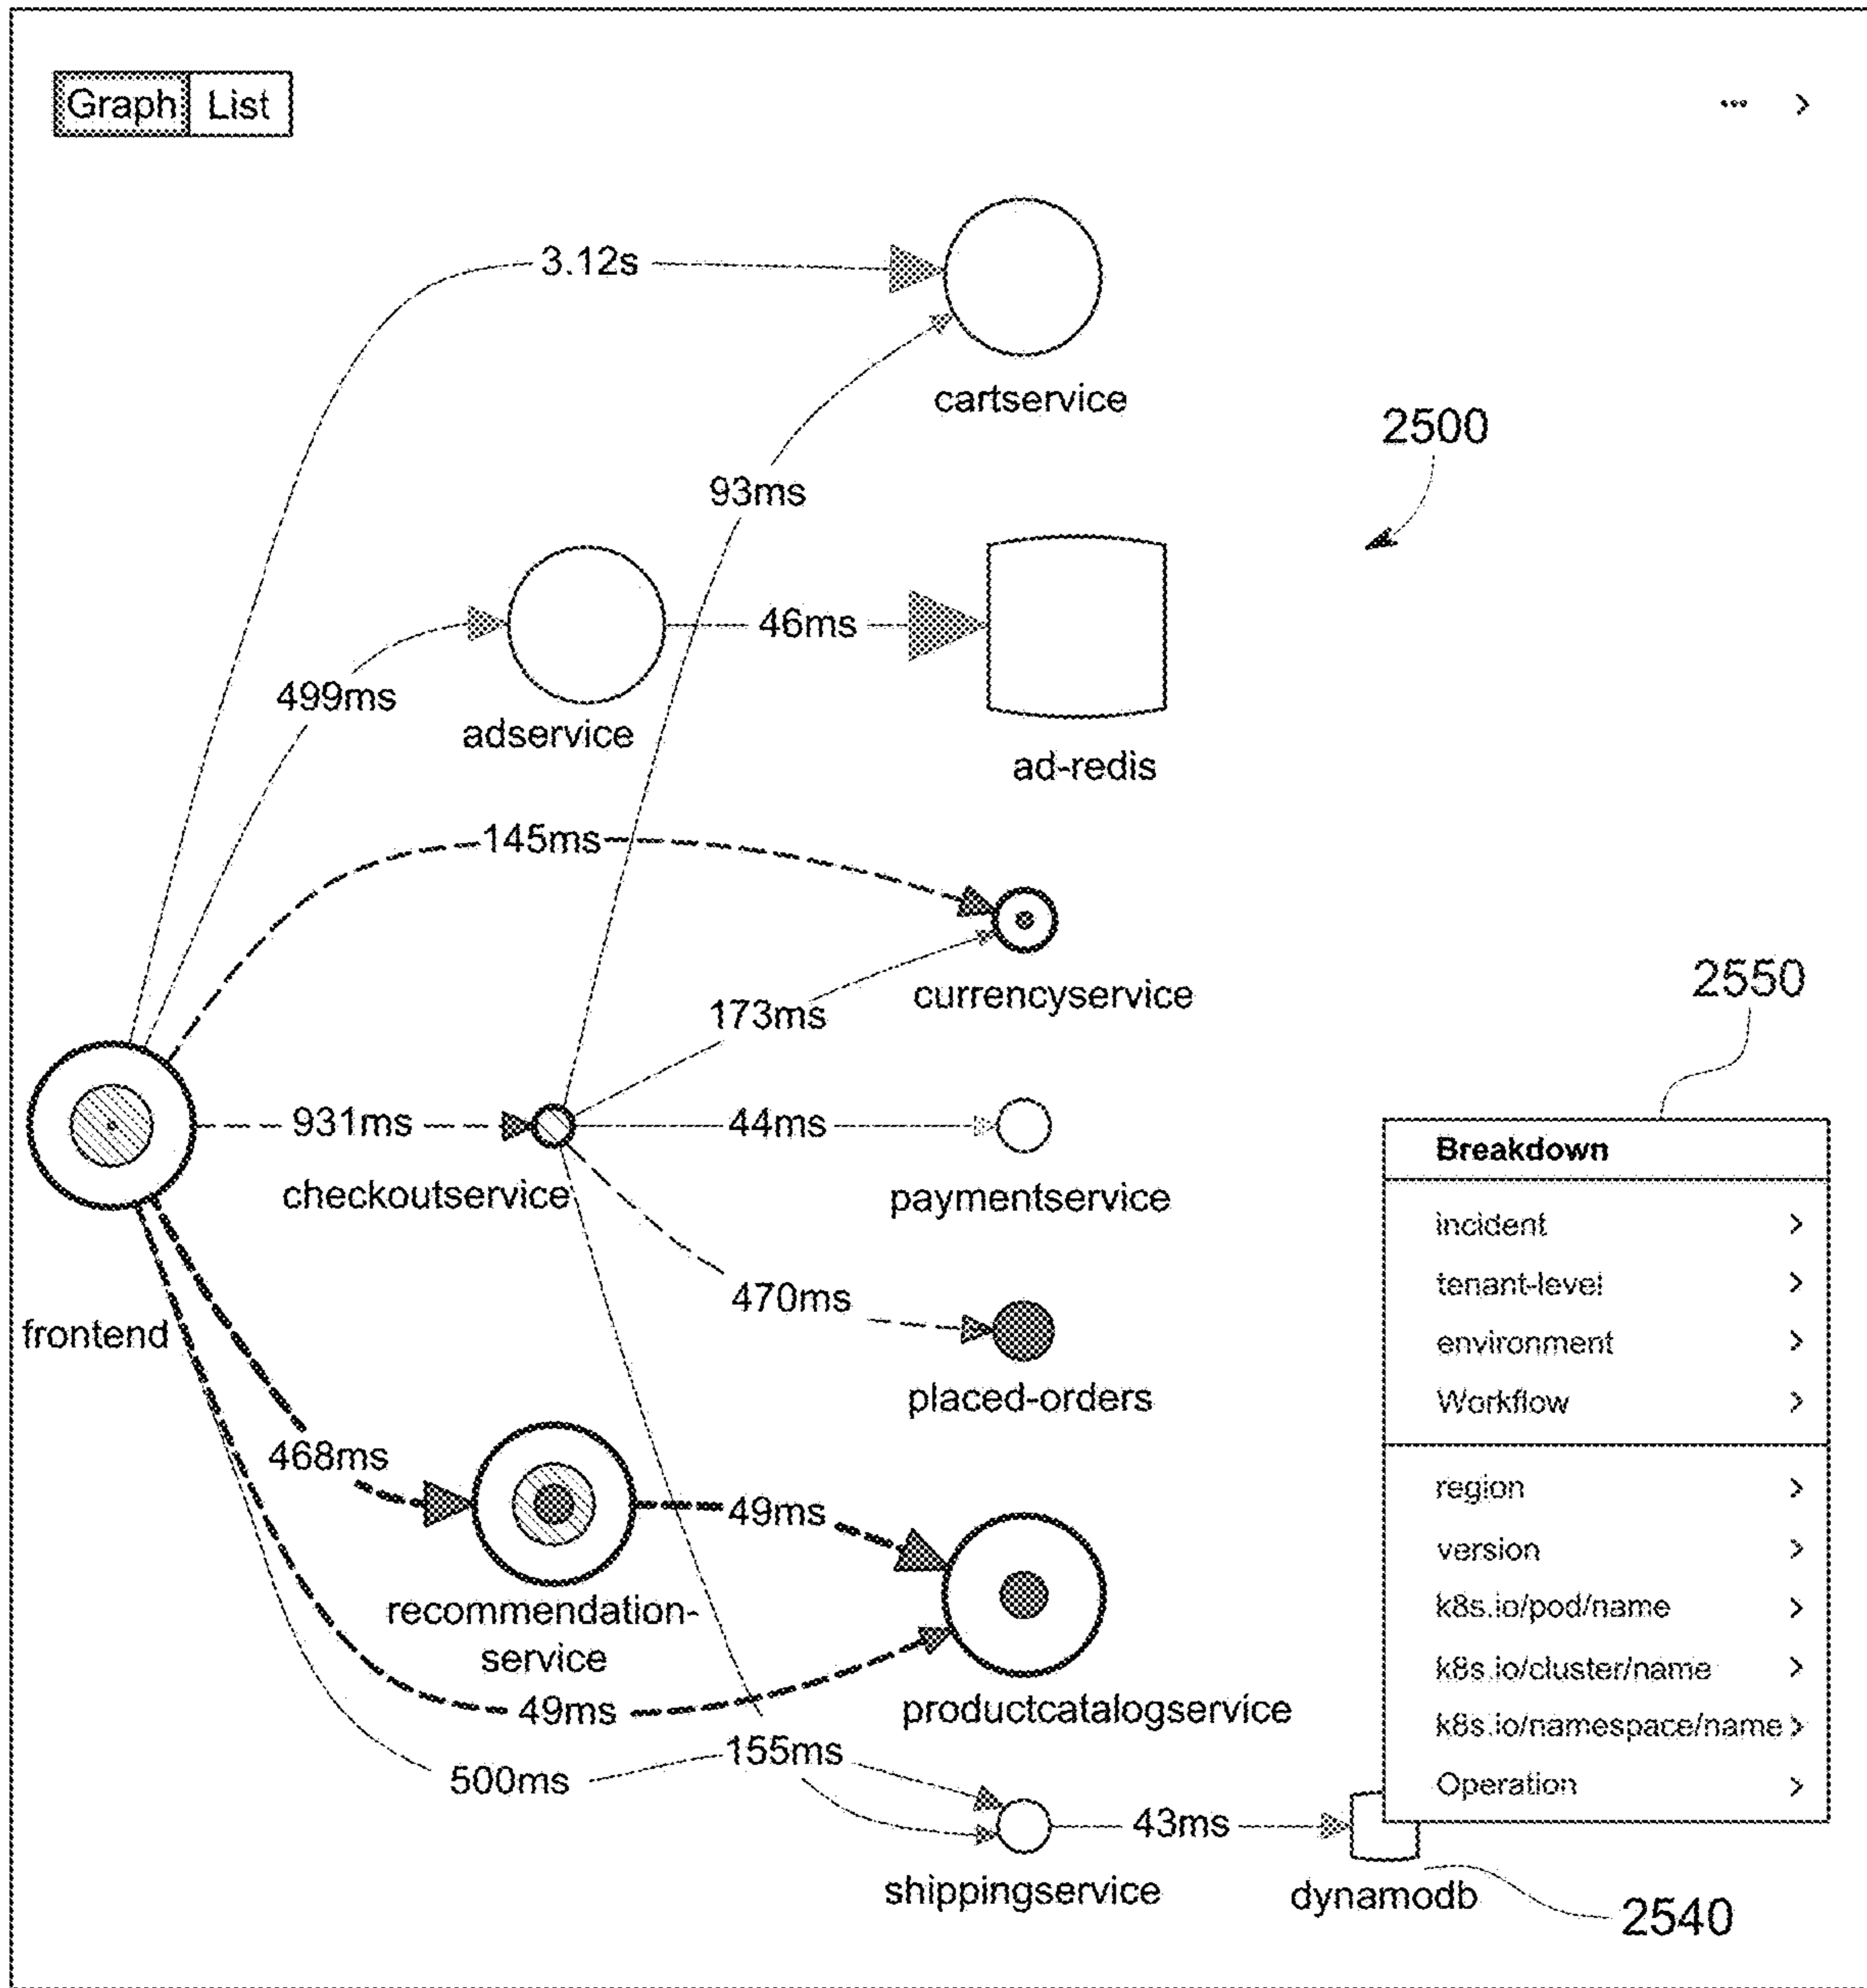 Graph List ••• >
3.12s
cartservice
2500
93ms
46ms
499ms
adservice
ad-redis
145ms
2550
currencyservice
173ms
931ms
44ms
checkoutservice
paymentservice
Breakdown
incident >
tenant-level >
environment >
Workflow >
region >
version >
k8s.io/pod/name >
k8s.io/cluster/name >
k8s.io/namespace/name >
Operation >
470ms
frontend
placed-orders
468ms
49ms
recommendation-
service
49ms
productcatalogservice
155ms
500ms
43ms
shippingservice
dynamodb
2540